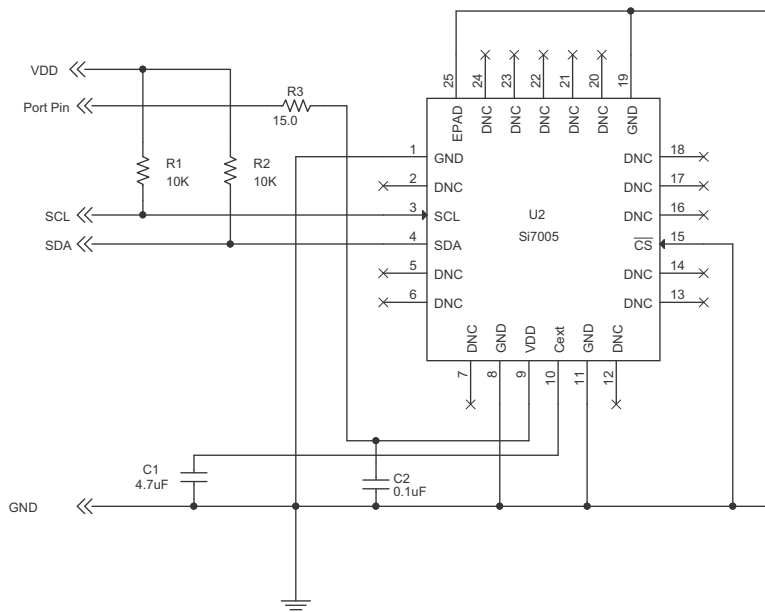 VDD
Port Pin
R3
15.0
R1
10K
R2
10K
SCL
SDA
GND
25
24
23
22
21
20
19
EPAD
DNC
DNC
DNC
DNC
DNC
GND
1
GND
2
DNC
3
SCL
4
SDA
5
DNC
6
DNC
U2
Si7005
DNC
18
DNC
17
DNC
16
CS
15
DNC
14
DNC
13
DNC
GND
VDD
Cext
GND
DNC
7
8
9
10
11
12
C1
4.7uF
C2
0.1uF